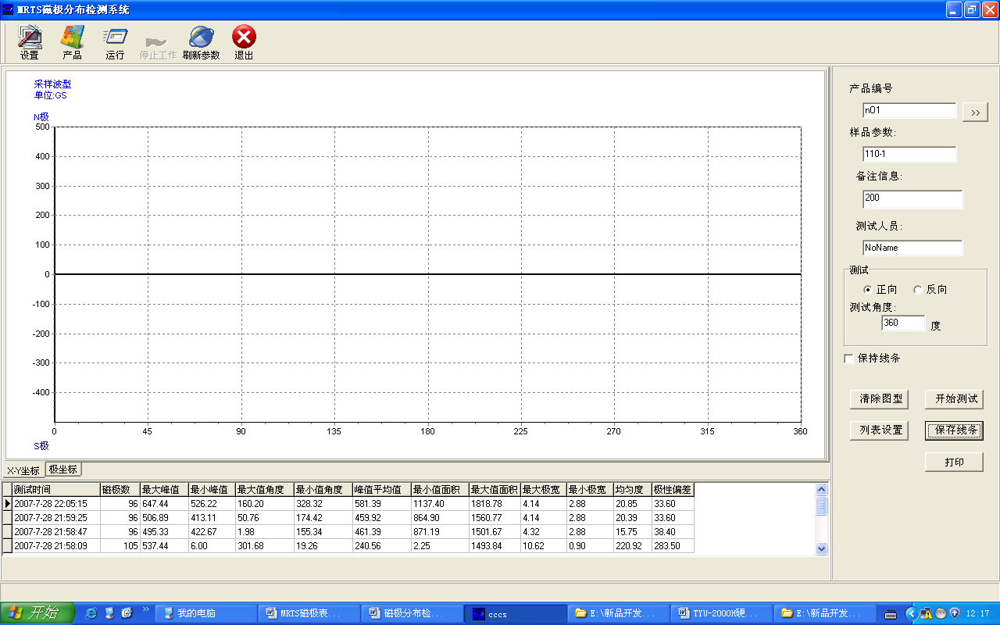 MRTS磁极分布检测系统
设置 产品 运行 停止工作 刷新参数 退出
采样波型
单位:GS
N极
500
400
300
200
100
0
-100
-200
-300
-400
0 45 90 135 180 225 270 315 360
S极
X-Y坐标 极坐标
测试时间 磁极数 最大峰值 最小峰值 最大值角度 最小值角度 峰值平均值 最小值面积 最大值面积 最大极宽 最小极宽 均匀度 极性偏差
2007-7-28 22:05:15 96 647.44 526.22 160.20 328.32 581.39 1137.40 1818.78 4.14 2.88 20.85 33.60
2007-7-28 21:59:25 96 506.89 413.11 50.76 174.42 459.92 864.90 1560.77 4.14 2.88 20.39 33.60
2007-7-28 21:58:47 96 495.33 422.67 1.98 155.34 461.39 871.19 1501.67 4.32 2.88 15.75 38.40
2007-7-28 21:58:09 105 537.44 6.00 301.68 19.26 240.56 2.25 1493.84 10.62 0.90 220.92 283.50
产品编号
n01 >>
样品参数:
110-1
备注信息:
200
测试人员:
NoName
测试
正向 反向
测试角度:
360 度
保持线条
清除图型 开始测试
列表设置 保存线条
打印
开始 » 我的电脑 MRTS磁极表... 磁极分布检... cccs E:\新品开发... TYU-2000H硬... E:\新品开发... 12:17